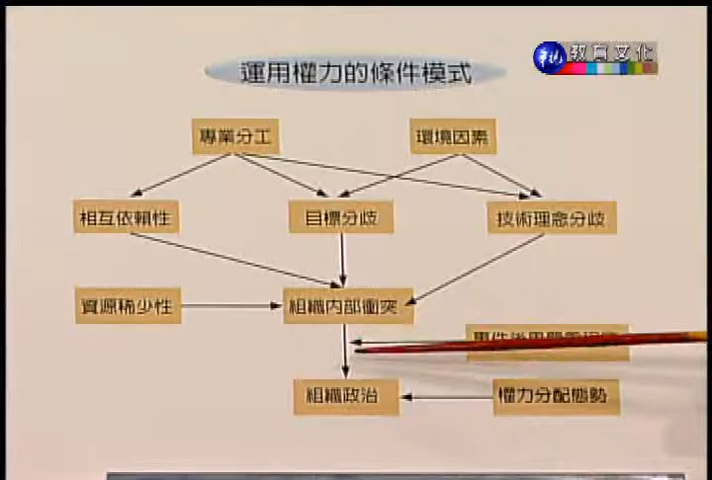 運用權力的條件模式
華視 教育文化
專業分工
環境因素
相互依賴性
目標分歧
技術理念分歧
資源稀少性
組織內部衝突
組織政治
權力分配態勢